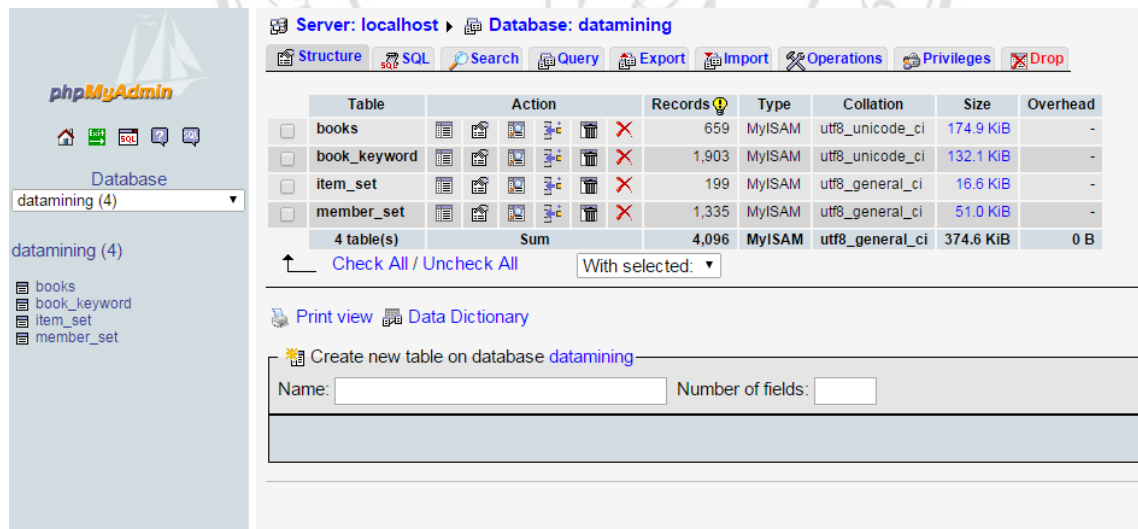 phpMyAdmin
SQL
Database
datamining (4)
datamining (4)
books
book_keyword
item_set
member_set
Server: localhost Database: datamining
Structure SQL Search Query Export Import Operations Privileges Drop
Table Action Records Type Collation Size Overhead
books 659 MyISAM utf8_unicode_ci 174.9 KiB -
book_keyword 1,903 MyISAM utf8_unicode_ci 132.1 KiB -
item_set 199 MyISAM utf8_general_ci 16.6 KiB -
member_set 1,335 MyISAM utf8_general_ci 51.0 KiB -
4 table(s) Sum 4,096 MyISAM utf8_general_ci 374.6 KiB 0 B
Check All / Uncheck All With selected:
Print view Data Dictionary
Create new table on database datamining
Name: Number of fields: